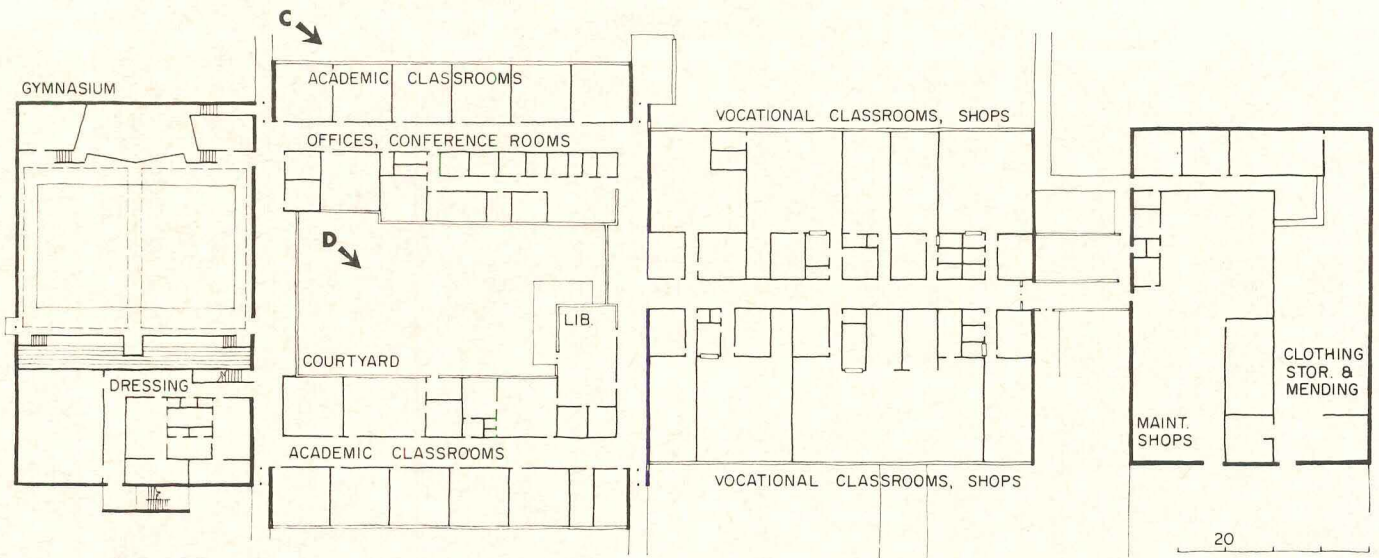 C
GYMNASIUM
ACADEMIC CLASSROOMS
OFFICES, CONFERENCE ROOMS
VOCATIONAL CLASSROOMS, SHOPS
D
LIB.
COURTYARD
DRESSING
ACADEMIC CLASSROOMS
VOCATIONAL CLASSROOMS, SHOPS
MAINT.
SHOPS
CLOTHING
STOR. &
MENDING
20